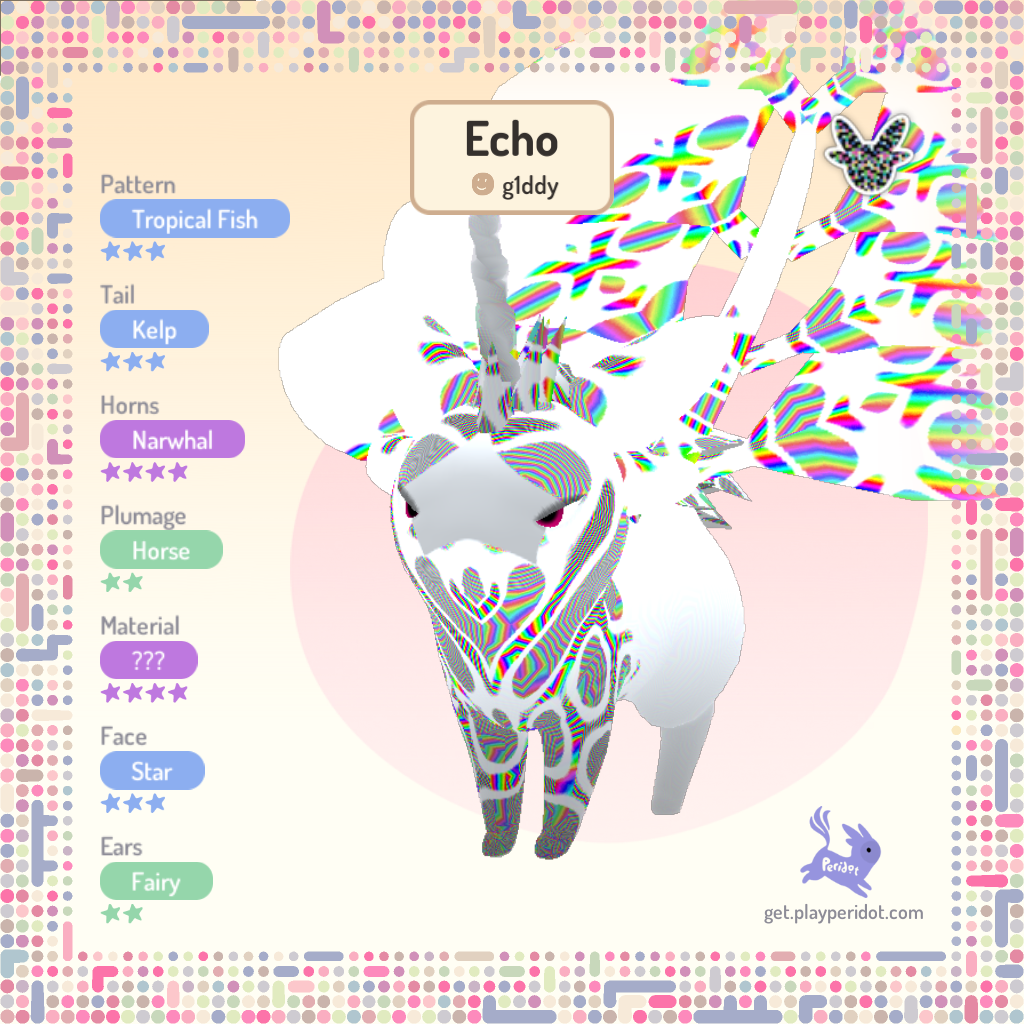 Echo
g1ddy
Pattern
Tropical Fish
Tail
Kelp
Horns
Narwhal
Plumage
Horse
Material
???
Face
Star
Ears
Fairy
Peridot
get.playperidot.com